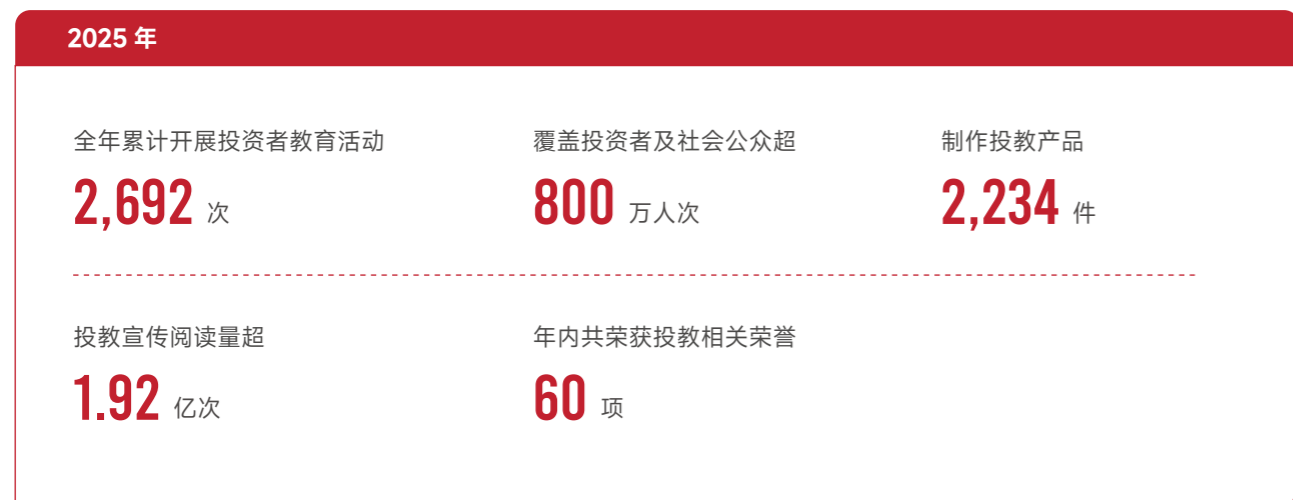 2025 年
全年累计开展投资者教育活动
2,692 次
覆盖投资者及社会公众超
800 万人次
制作投教产品
2,234 件
投教宣传阅读量超
1.92 亿次
年内共荣获投教相关荣誉
60 项